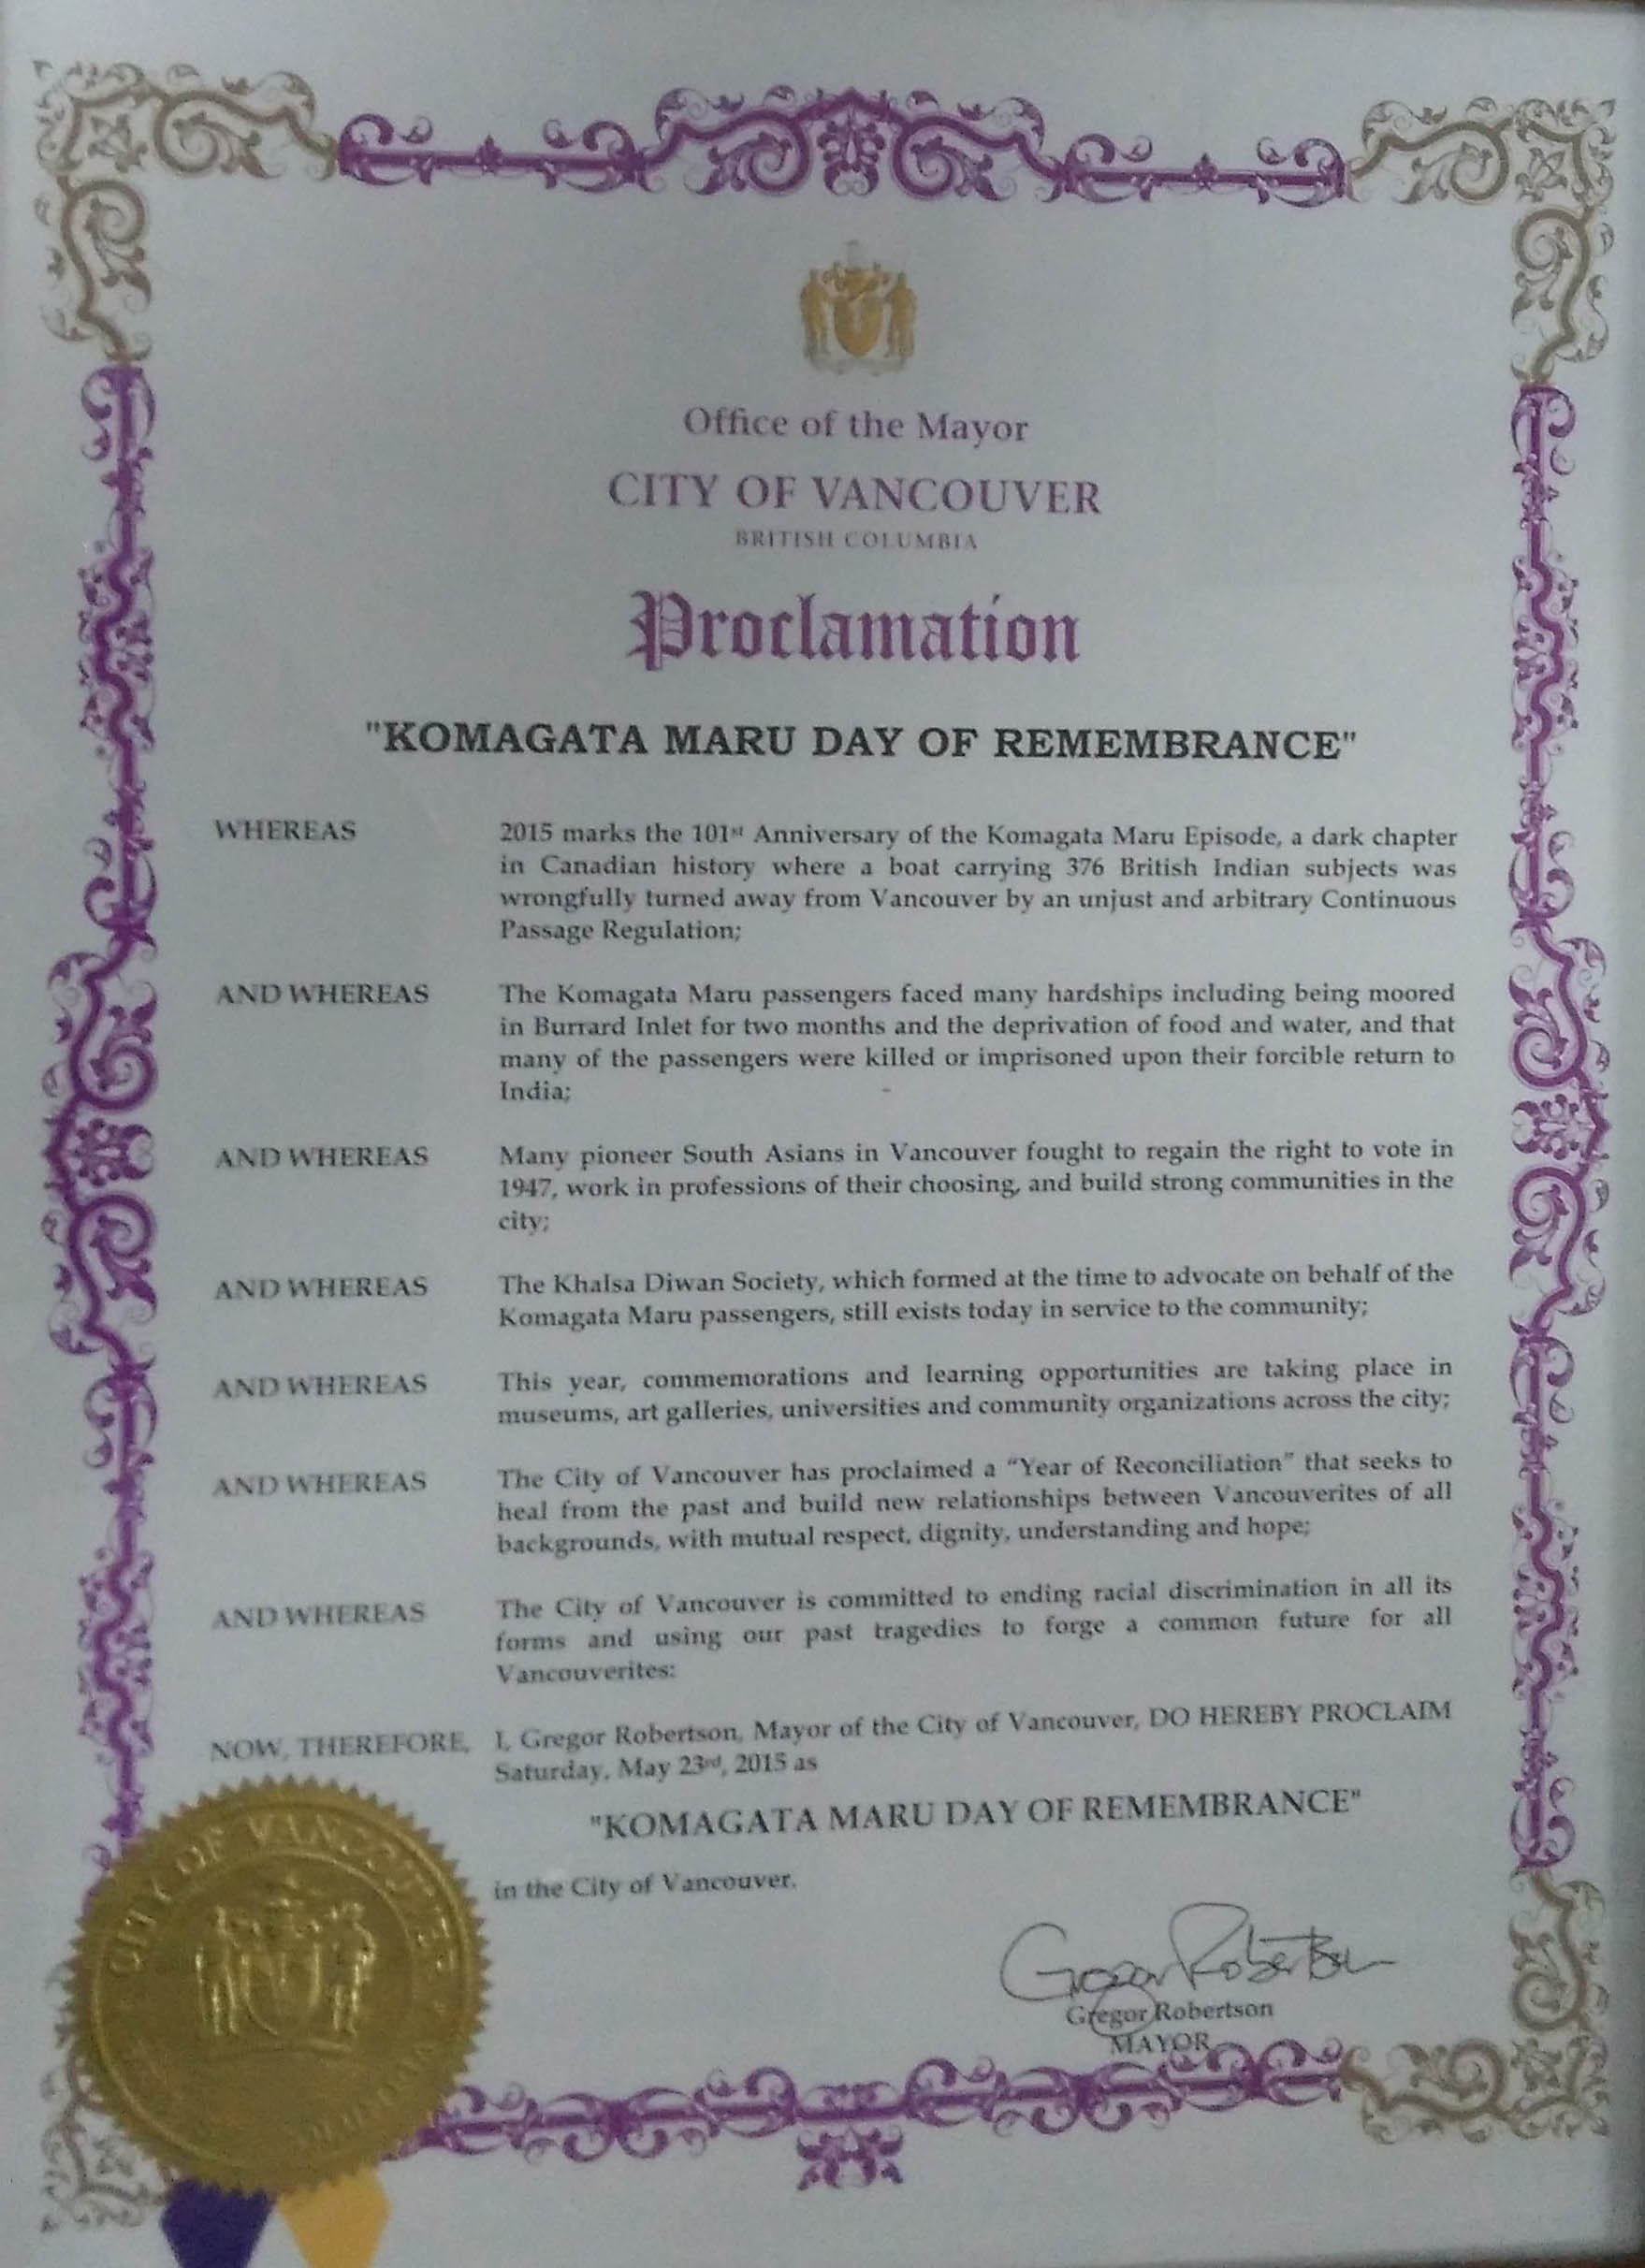 Office of the Mayor
CITY OF VANCOUVER
BRITISH COLUMBIA
Proclamation
"KOMAGATA MARU DAY OF REMEMBRANCE"
WHEREAS 2015 marks the 101st Anniversary of the Komagata Maru Episode, a dark chapter
in Canadian history where a boat carrying 376 British Indian subjects was
wrongfully turned away from Vancouver by an unjust and arbitrary Continuous
Passage Regulation;
AND WHEREAS The Komagata Maru passengers faced many hardships including being moored
in Burrard Inlet for two months and the deprivation of food and water, and that
many of the passengers were killed or imprisoned upon their forcible return to
India;
AND WHEREAS Many pioneer South Asians in Vancouver fought to regain the right to vote in
1947, work in professions of their choosing, and build strong communities in the
city;
AND WHEREAS The Khalsa Diwan Society, which formed at the time to advocate on behalf of the
Komagata Maru passengers, still exists today in service to the community;
AND WHEREAS This year, commemorations and learning opportunities are taking place in
museums, art galleries, universities and community organizations across the city;
AND WHEREAS The City of Vancouver has proclaimed a “Year of Reconciliation” that seeks to
heal from the past and build new relationships between Vancouverites of all
backgrounds, with mutual respect, dignity, understanding and hope;
AND WHEREAS The City of Vancouver is committed to ending racial discrimination in all its
forms and using our past tragedies to forge a common future for all
Vancouverites:
NOW, THEREFORE, I, Gregor Robertson, Mayor of the City of Vancouver, DO HEREBY PROCLAIM
Saturday, May 23rd, 2015 as
"KOMAGATA MARU DAY OF REMEMBRANCE"
in the City of Vancouver.
Gregor Robertson
Gregor Robertson
MAYOR
CITY OF VANCOUVER